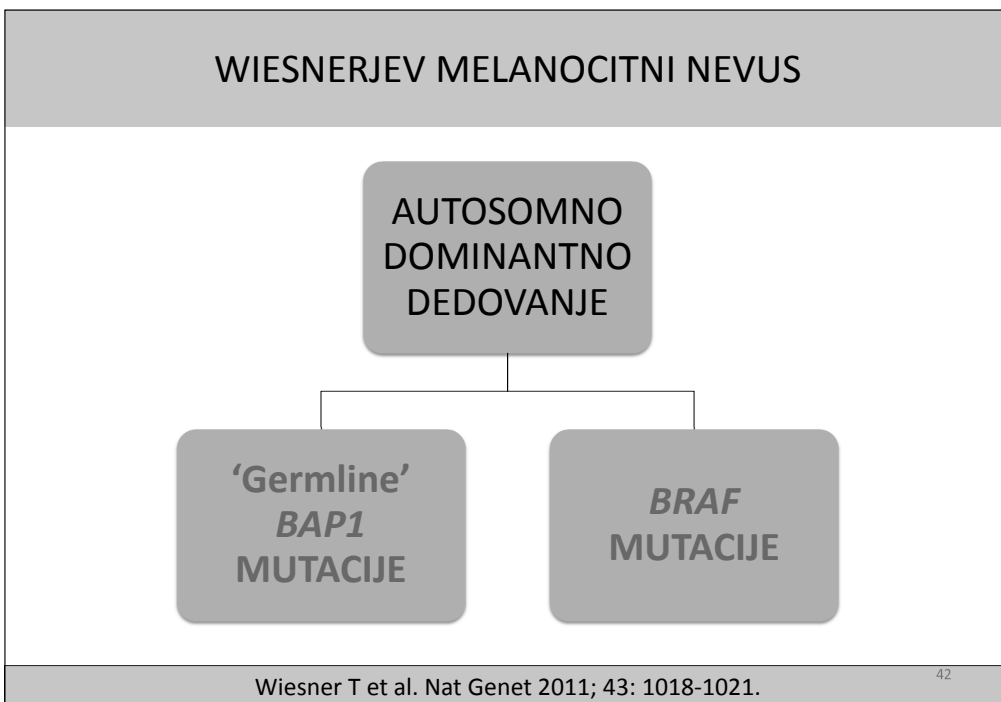 WIESNERJEV MELANOCITNI NEVUS
AUTOSOMNO
DOMINANTNO
DEDOVANJE
‘Germline’
BAP1
MUTACIJE
BRAF
MUTACIJE
Wiesner T et al. Nat Genet 2011; 43: 1018-1021.
42